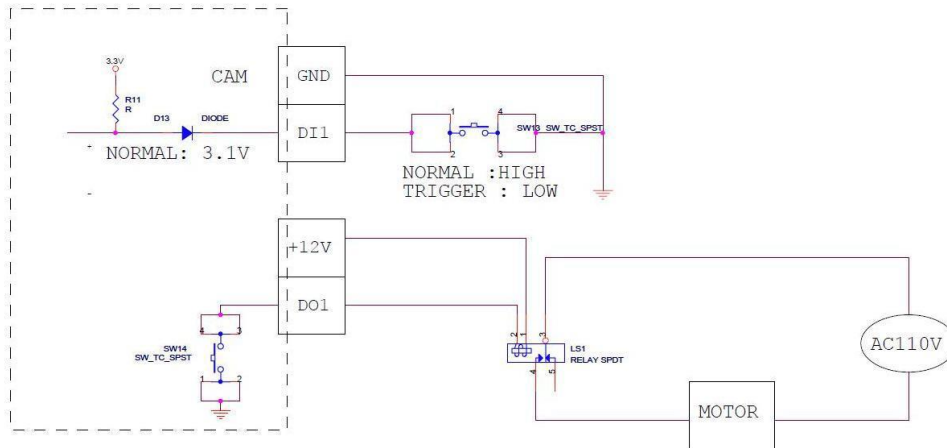 3.3V
CAM
GND
R11
R
D13
DIODE
DI1
1
4
SW13 SW_TC_SPST
2
3
NORMAL: 3.1V
NORMAL :HIGH
TRIGGER : LOW
+12V
DO1
4
3
SW14
SW_TC_SPST
1
2
2
1
3
LS1
RELAY SPDT
4
5
AC110V
MOTOR